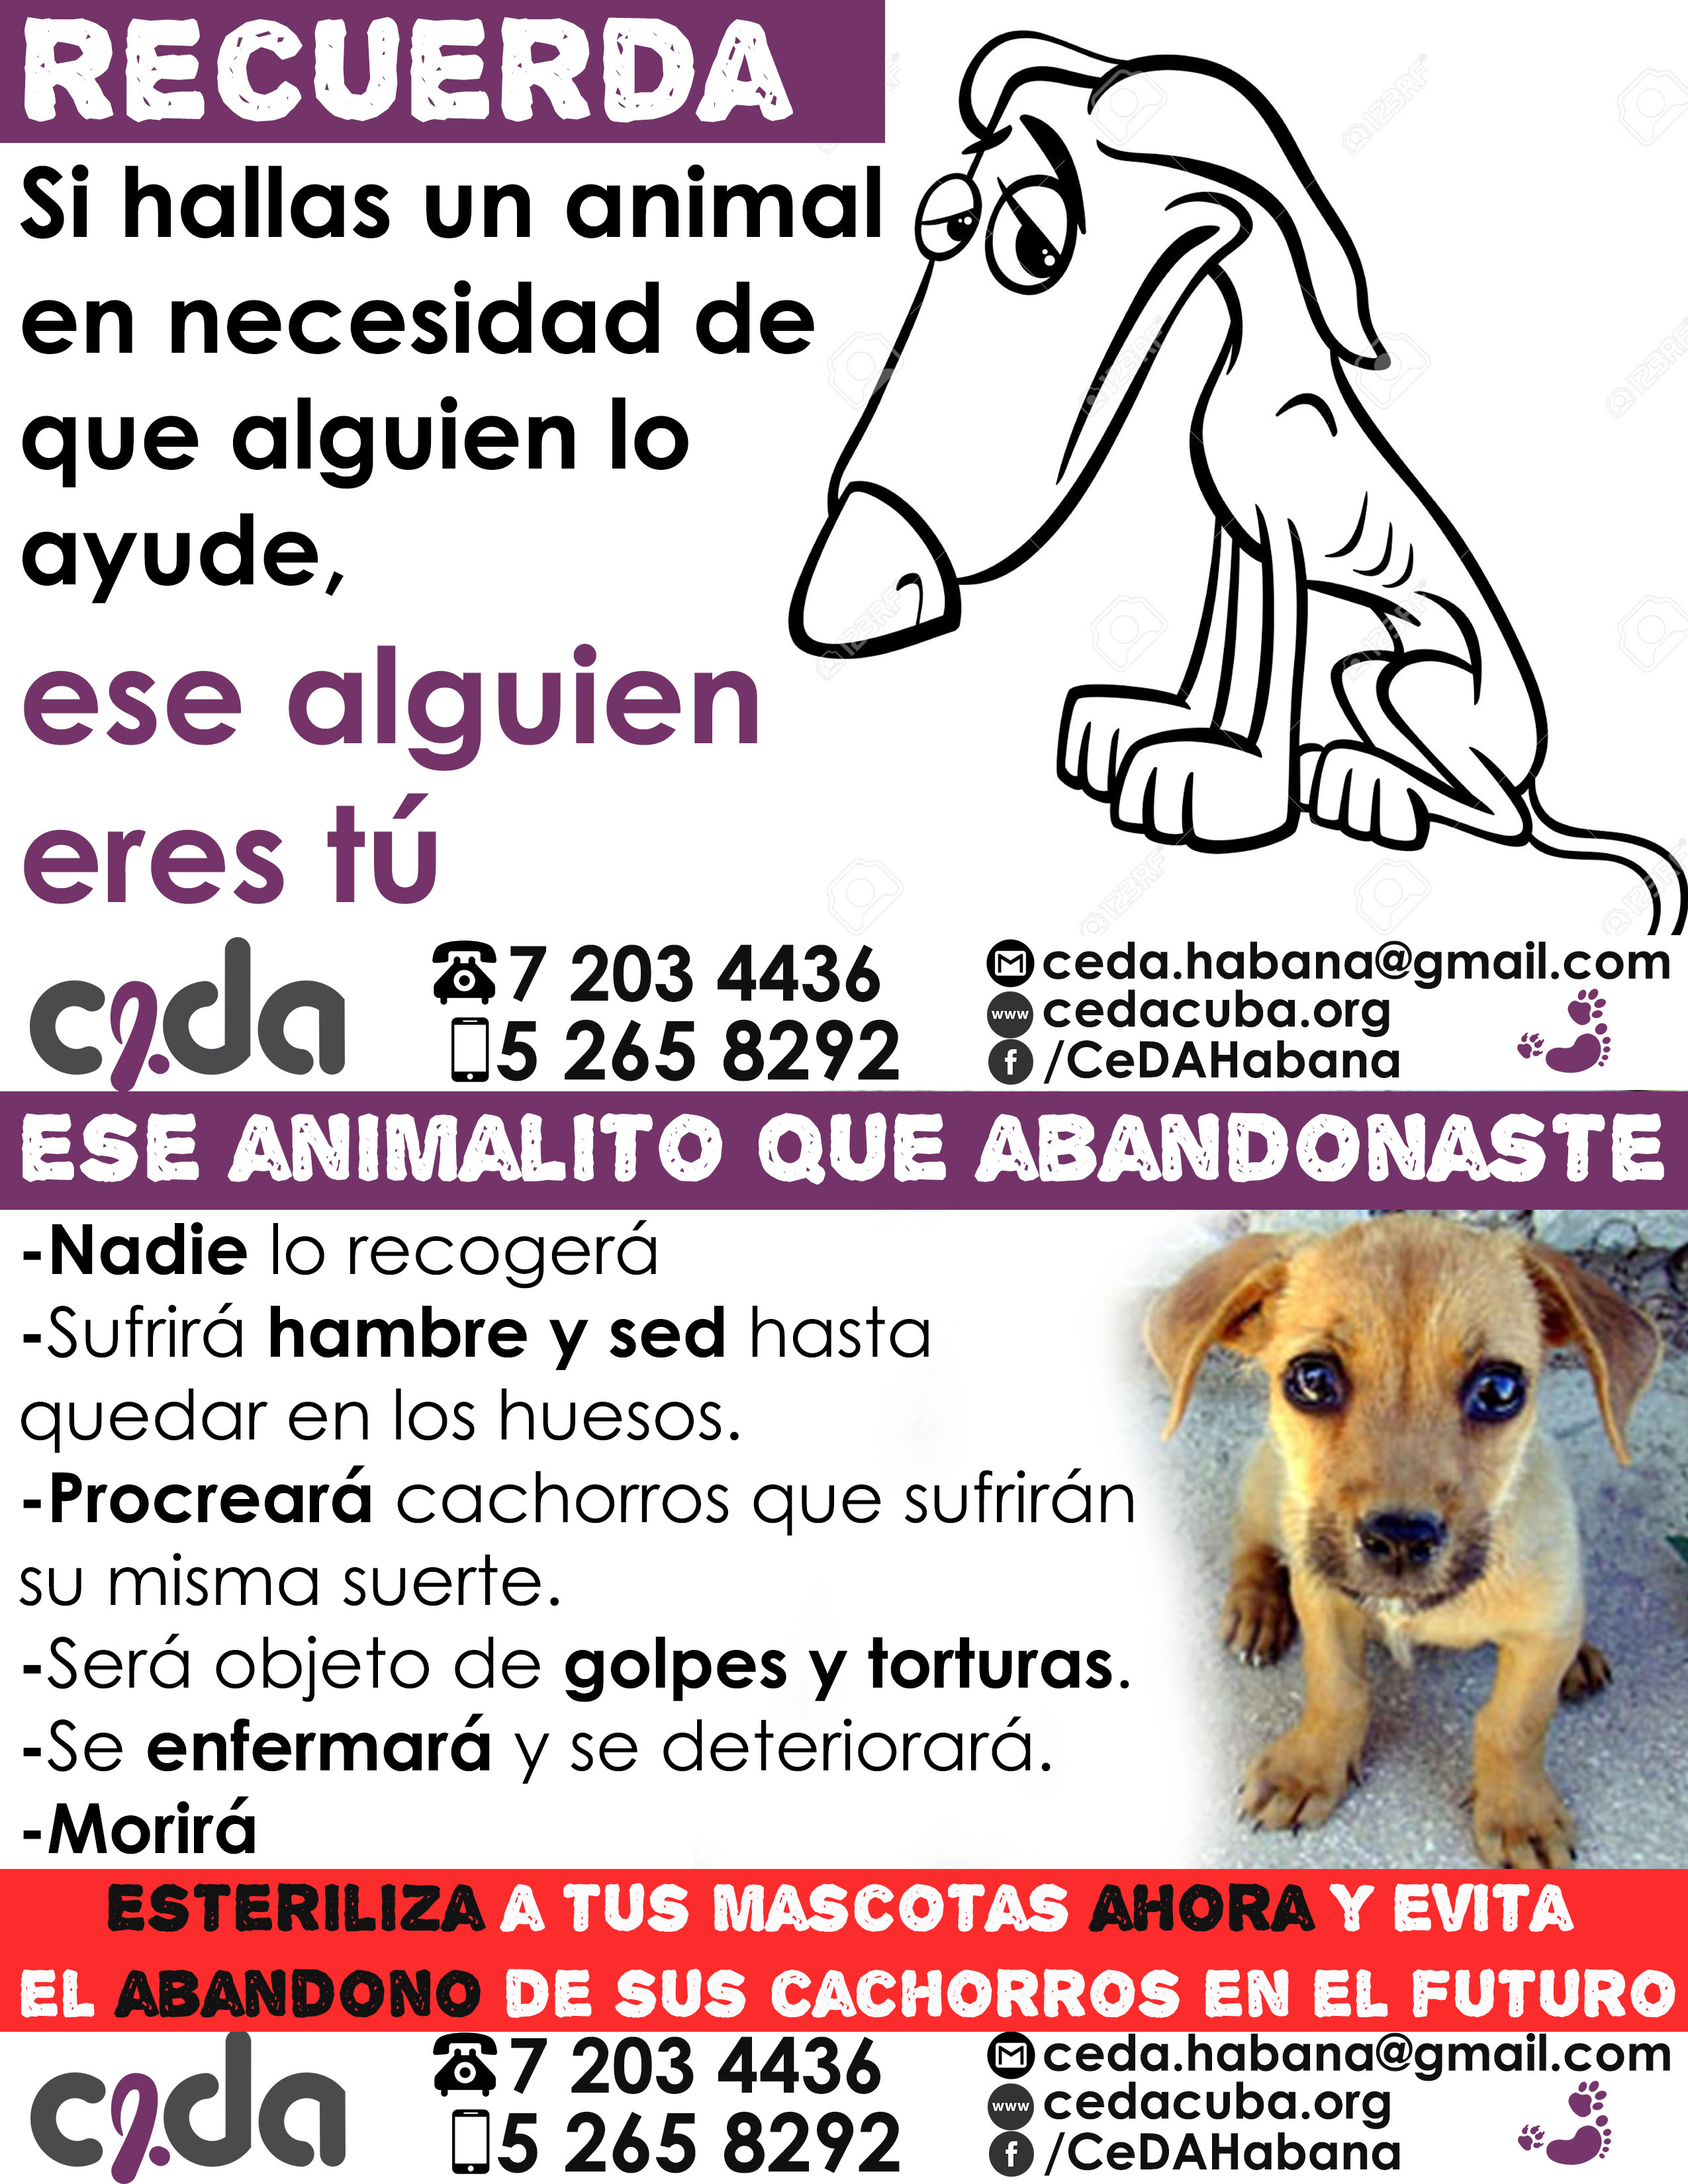 RECUERDA
Si hallas un animal
en necesidad de
que alguien lo
ayude,
ese alguien
eres tú
ceda
7 203 4436
5 265 8292
ceda.habana@gmail.com
www cedacuba.org
f /CeDAHabana
ESE ANIMALITO QUE ABANDONASTE
-Nadie lo recogerá
-Sufrirá hambre y sed hasta
quedar en los huesos.
-Procreará cachorros que sufrirán
su misma suerte.
-Será objeto de golpes y torturas.
-Se enfermará y se deteriorará.
-Morirá
ESTERILIZA A TUS MASCOTAS AHORA Y EVITA
EL ABANDONO DE SUS CACHORROS EN EL FUTURO
ceda
7 203 4436
5 265 8292
ceda.habana@gmail.com
www cedacuba.org
f /CeDAHabana
123RF